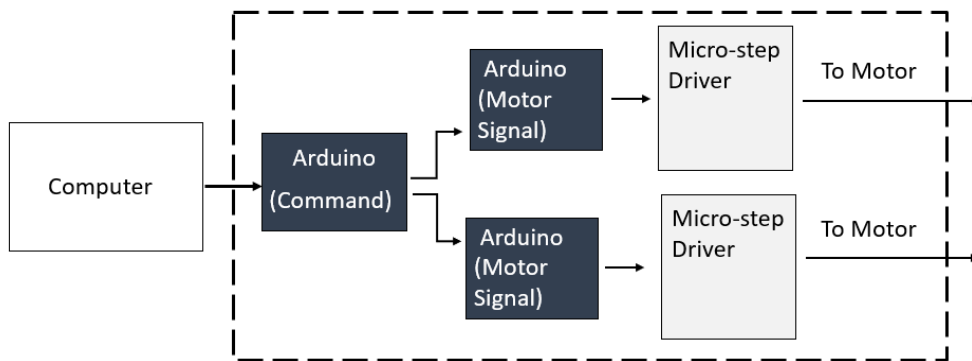 Computer
Arduino
(Command)
Arduino
(Motor
Signal)
Micro-step
Driver
To Motor
Arduino
(Motor
Signal)
Micro-step
Driver
To Motor